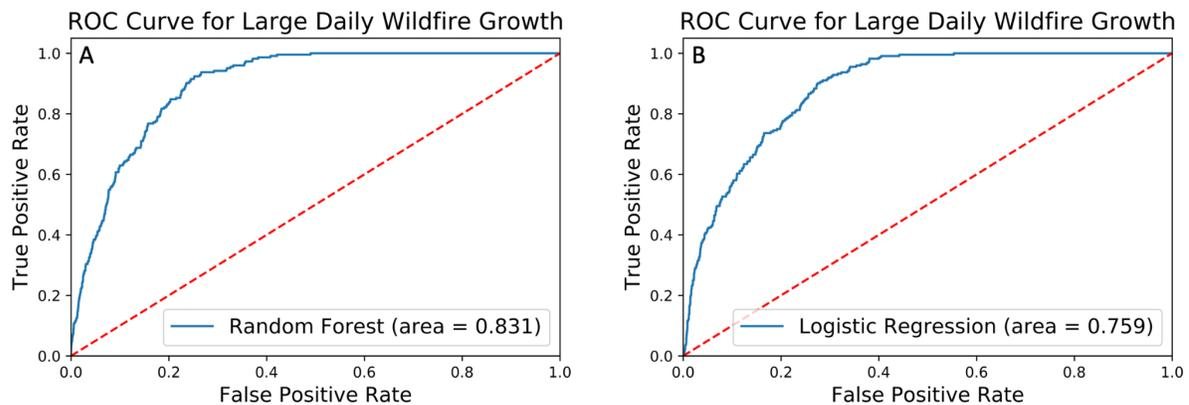 ROC Curve for Large Daily Wildfire Growth
A
True Positive Rate
1.0
0.8
0.6
0.4
0.2
0.0
Random Forest (area = 0.831)
0.0 0.2 0.4 0.6 0.8 1.0
False Positive Rate
ROC Curve for Large Daily Wildfire Growth
B
True Positive Rate
1.0
0.8
0.6
0.4
0.2
0.0
Logistic Regression (area = 0.759)
0.0 0.2 0.4 0.6 0.8 1.0
False Positive Rate